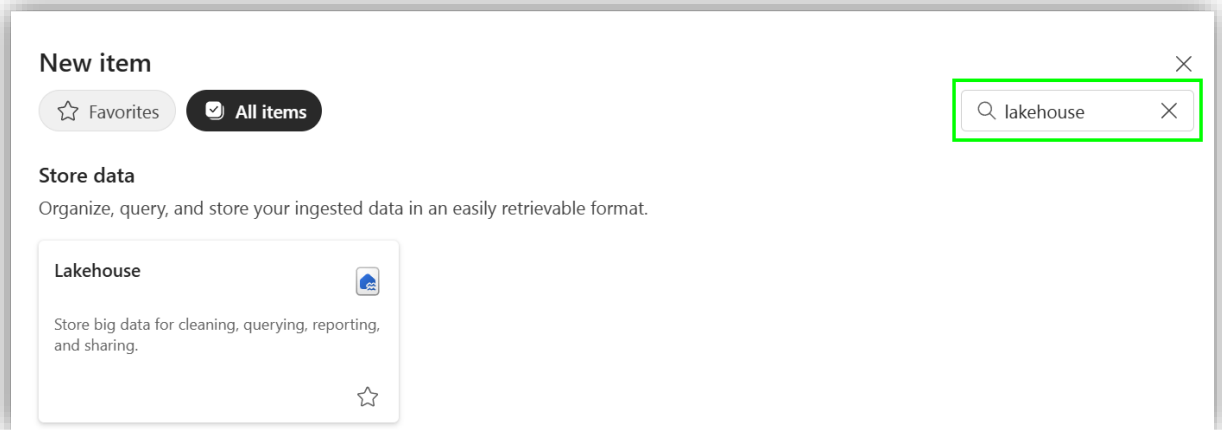 New item
Favorites
All items
lakehouse
Store data
Organize, query, and store your ingested data in an easily retrievable format.
Lakehouse
Store big data for cleaning, querying, reporting,
and sharing.